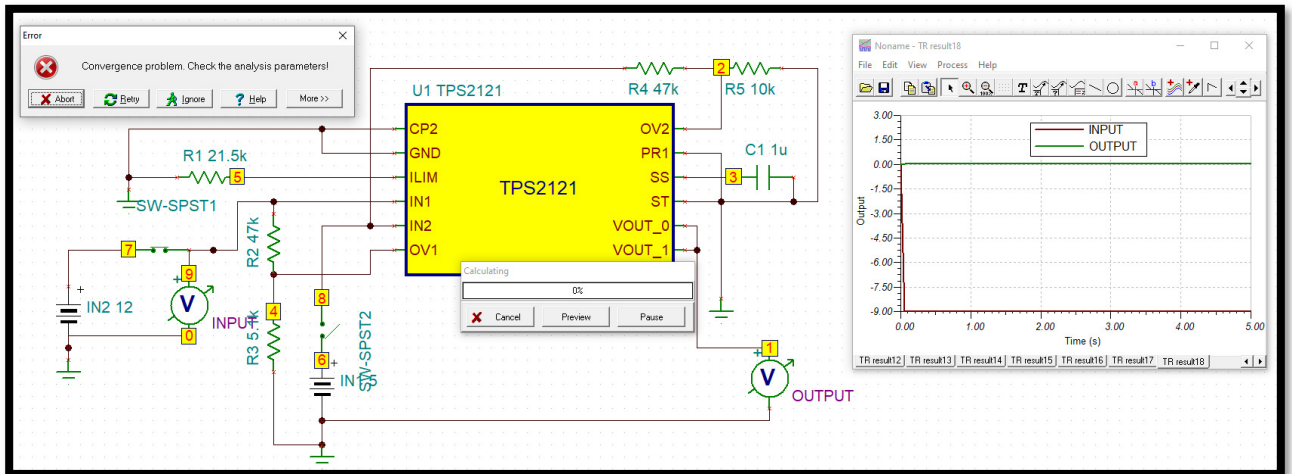 Error
Convergence problem. Check the analysis parameters!
Abort
Retry
Ignore
? Help
More >>
U1 TPS2121
CP2
GND
ILIM
IN1
IN2
OV1
TPS2121
OV2
PR1
SS
ST
VOUT_0
VOUT_1
R4 47k
2
R5 10k
C1 1u
3
R1 21.5k
5
SW-SPST1
7
R2 47k
9
+
V
INPUT
0
+
IN2 12
4
R3 5.1k
8
SW-SPST2
6
+
IN1 5
Calculating
0%
Cancel
Preview
Pause
1
+
V
OUTPUT
Noname - TR result18
File Edit View Process Help
T
3.00
1.50
0.00
-1.50
-3.00
-4.50
-6.00
-7.50
-9.00
Output
INPUT
OUTPUT
0.00 1.00 2.00 3.00 4.00 5.00
Time (s)
TR result12 TR result13 TR result14 TR result15 TR result16 TR result17 TR result18